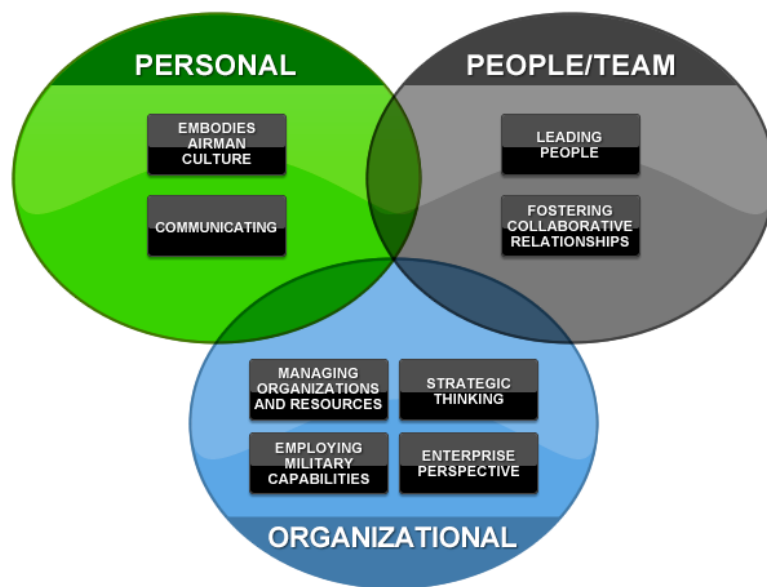 PERSONAL
EMBODIES
AIRMAN
CULTURE
COMMUNICATING
PEOPLE/TEAM
LEADING
PEOPLE
FOSTERING
COLLABORATIVE
RELATIONSHIPS
MANAGING
ORGANIZATIONS
AND RESOURCES
STRATEGIC
THINKING
EMPLOYING
MILITARY
CAPABILITIES
ENTERPRISE
PERSPECTIVE
ORGANIZATIONAL